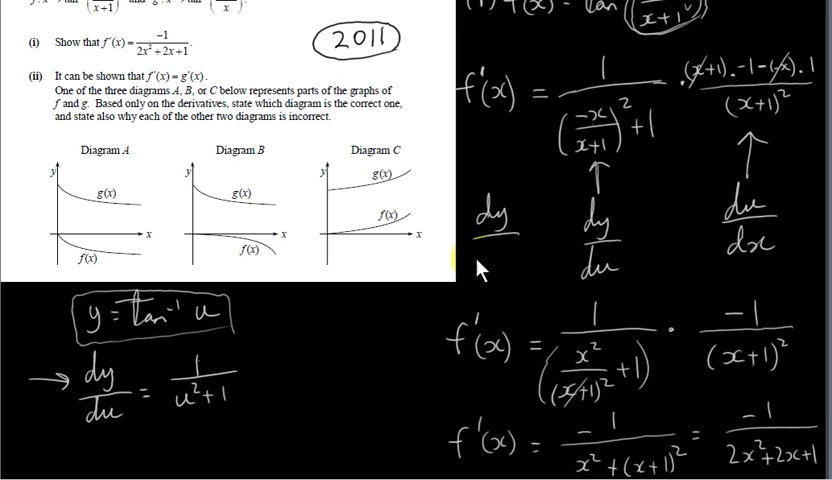 (i) Show that f′(x) = -1 / (2x² + 2x + 1).
2011
(ii) It can be shown that f′(x) = g′(x).
One of the three diagrams A, B, or C below represents parts of the graphs of
f and g. Based only on the derivatives, state which diagram is the correct one,
and state also why each of the other two diagrams is incorrect.
Diagram A Diagram B Diagram C
y g(x) x f(x)
y g(x) x f(x)
y g(x) f(x) x
y = tan⁻¹ u
→ dy/du = 1/(u²+1)
f'(x) = 1/((-x/(x+1))²+1) . ((x+1).-1-(-x).1)/(x+1)²
dy
dy/du
du/dx
f'(x) = 1/(x²/(x+1)² +1) · -1/(x+1)²
f'(x) = -1/(x²+(x+1)²) = -1/(2x²+2x+1)